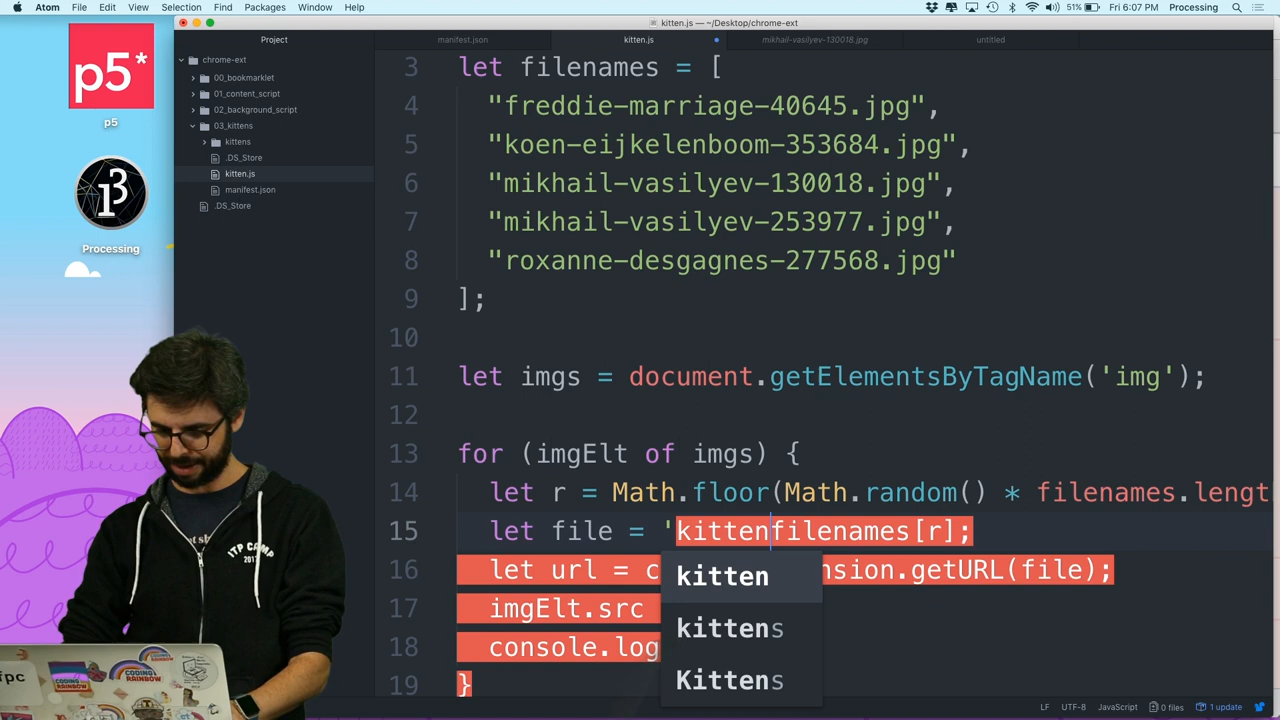 Atom File Edit View Selection Find Packages Window Help 51% Fri 6:07 PM Processing
kitten.js — ~/Desktop/chrome-ext
Project manifest.json kitten.js mikhail-vasilyev-130018.jpg untitled
chrome-ext
00_bookmarklet
01_content_script
02_background_script
03_kittens
kittens
.DS_Store
kitten.js
manifest.json
.DS_Store
p5*
p5
Processing
3 let filenames = [
4 "freddie-marriage-40645.jpg",
5 "koen-eijkelenboom-353684.jpg",
6 "mikhail-vasilyev-130018.jpg",
7 "mikhail-vasilyev-253977.jpg",
8 "roxanne-desgagnes-277568.jpg"
9 ];
10
11 let imgs = document.getElementsByTagName('img');
12
13 for (imgElt of imgs) {
14 let r = Math.floor(Math.random() * filenames.lengt
15 let file = 'kittenfilenames[r];
16 let url = c nsion.getURL(file);
17 imgElt.src
18 console.log
19 }
kitten
kittens
Kittens
ITP CAMP
CODING RAINBOW
LF UTF-8 JavaScript 0 files 1 update